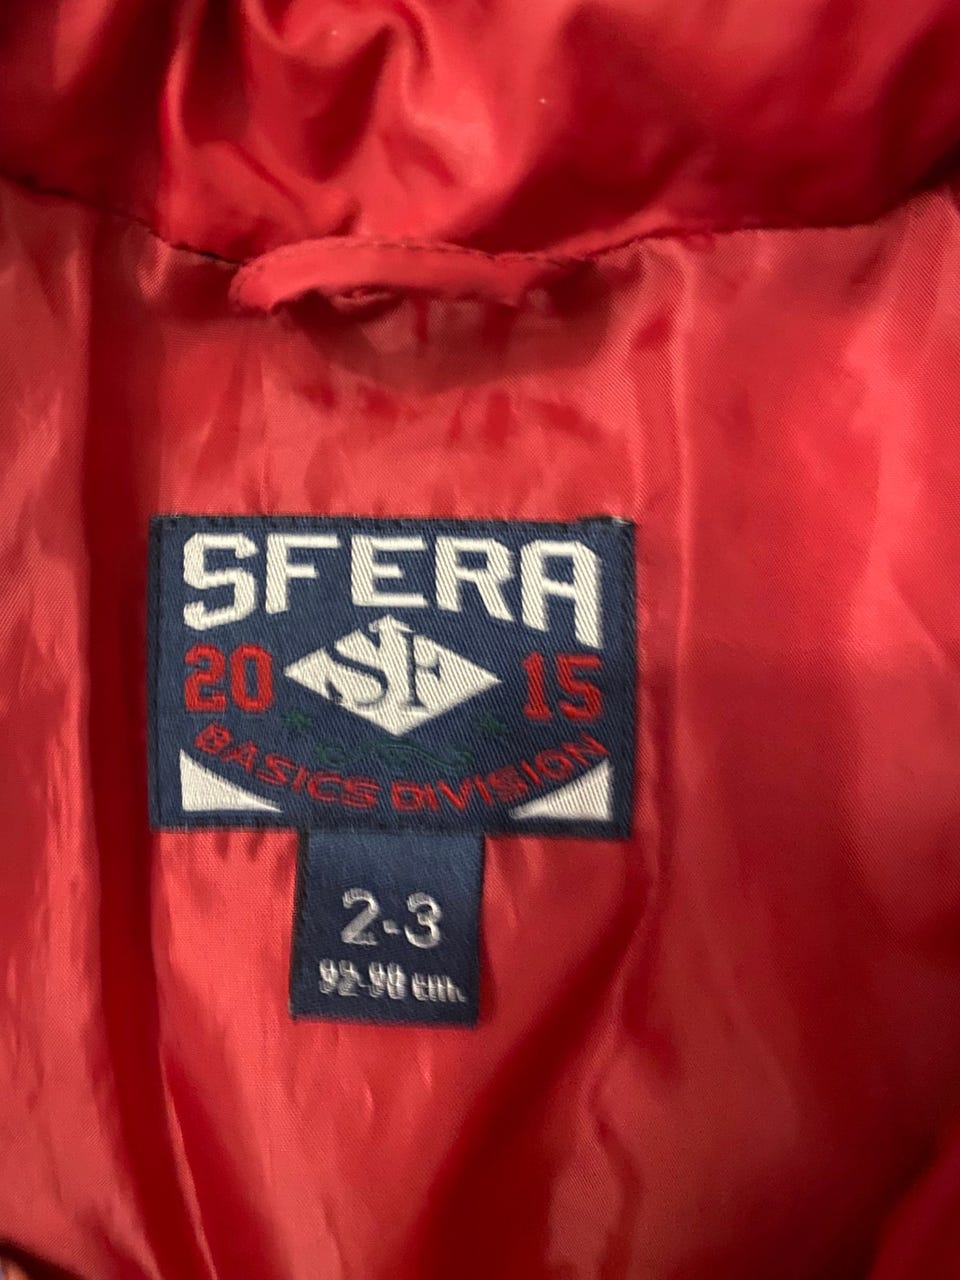 SFERA
20 SF 15
BASICS DIVISION
2-3
92-98 cm.